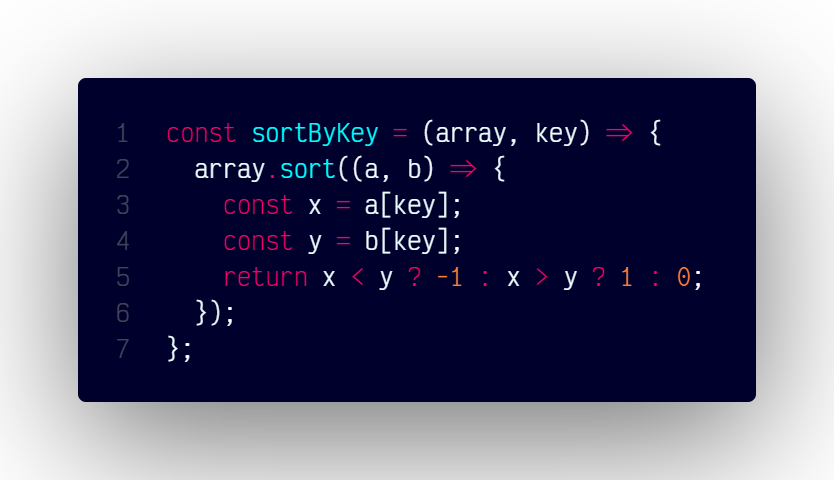 1 const sortByKey = (array, key) => {
2   array.sort((a, b) => {
3     const x = a[key];
4     const y = b[key];
5     return x < y ? -1 : x > y ? 1 : 0;
6   });
7 };